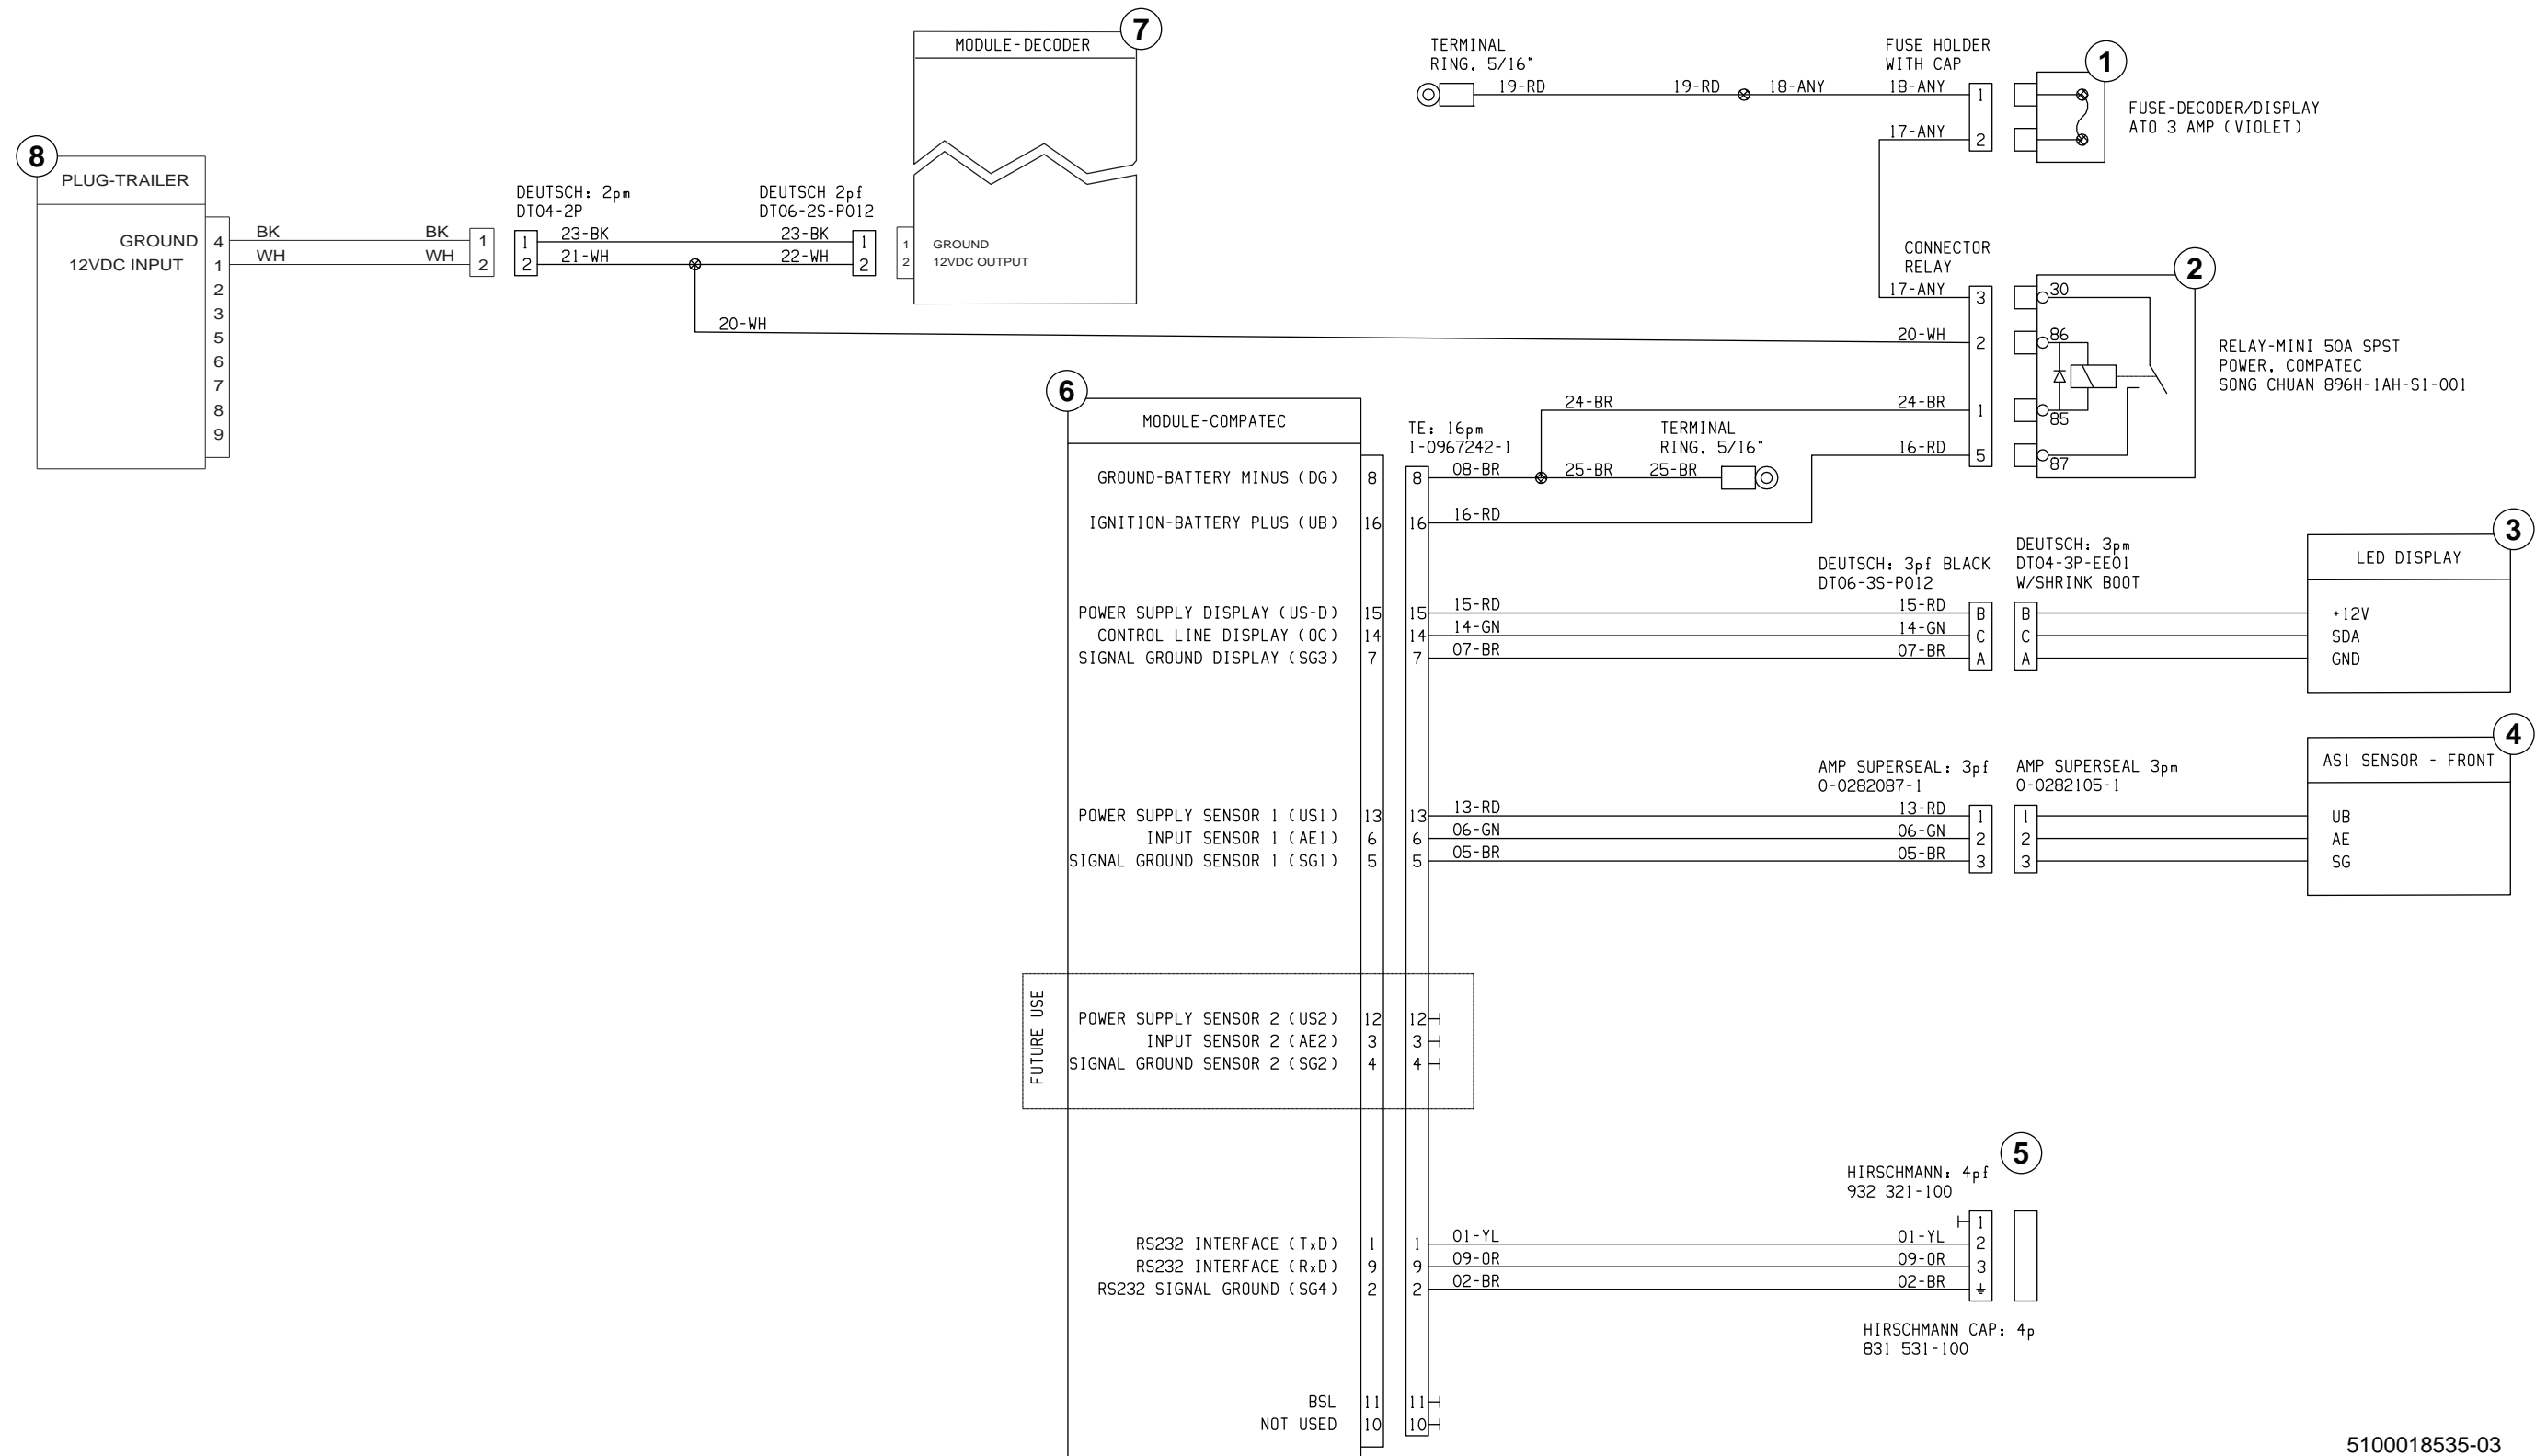 7
MODULE-DECODER
GROUND
12VDC OUTPUT
1
2
TERMINAL
RING. 5/16"
19-RD
19-RD
18-ANY
18-ANY
17-ANY
FUSE HOLDER
WITH CAP
1
2
1
FUSE-DECODER/DISPLAY
ATO 3 AMP (VIOLET)
8
PLUG-TRAILER
GROUND
12VDC INPUT
4
1
2
3
5
6
7
8
9
BK
BK
WH
WH
1
2
DEUTSCH: 2pm
DT04-2P
1
2
23-BK
23-BK
21-WH
22-WH
DEUTSCH 2pf
DT06-2S-P012
1
2
20-WH
CONNECTOR
RELAY
17-ANY
3
20-WH
2
24-BR
24-BR
1
16-RD
5
2
30
86
85
87
RELAY-MINI 50A SPST
POWER. COMPATEC
SONG CHUAN 896H-1AH-S1-001
6
MODULE-COMPATEC
TE: 16pm
1-0967242-1
TERMINAL
RING. 5/16"
GROUND-BATTERY MINUS (DG)
8
8
08-BR
25-BR
25-BR
IGNITION-BATTERY PLUS (UB)
16
16
16-RD
DEUTSCH: 3pf BLACK
DT06-3S-P012
DEUTSCH: 3pm
DT04-3P-EE01
W/SHRINK BOOT
3
LED DISPLAY
POWER SUPPLY DISPLAY (US-D)
15
15
15-RD
15-RD
B
B
+12V
CONTROL LINE DISPLAY (OC)
14
14
14-GN
14-GN
C
C
SDA
SIGNAL GROUND DISPLAY (SG3)
7
7
07-BR
07-BR
A
A
GND
4
AS1 SENSOR - FRONT
AMP SUPERSEAL: 3pf
0-0282087-1
AMP SUPERSEAL 3pm
0-0282105-1
POWER SUPPLY SENSOR 1 (US1)
13
13
13-RD
13-RD
1
1
UB
INPUT SENSOR 1 (AE1)
6
6
06-GN
06-GN
2
2
AE
SIGNAL GROUND SENSOR 1 (SG1)
5
5
05-BR
05-BR
3
3
SG
FUTURE USE
POWER SUPPLY SENSOR 2 (US2)
12
12
INPUT SENSOR 2 (AE2)
3
3
SIGNAL GROUND SENSOR 2 (SG2)
4
4
5
HIRSCHMANN: 4pf
932 321-100
1
RS232 INTERFACE (TxD)
1
1
01-YL
01-YL
2
RS232 INTERFACE (RxD)
9
9
09-OR
09-OR
3
RS232 SIGNAL GROUND (SG4)
2
2
02-BR
02-BR
HIRSCHMANN CAP: 4p
831 531-100
BSL
11
11
NOT USED
10
10
5100018535-03